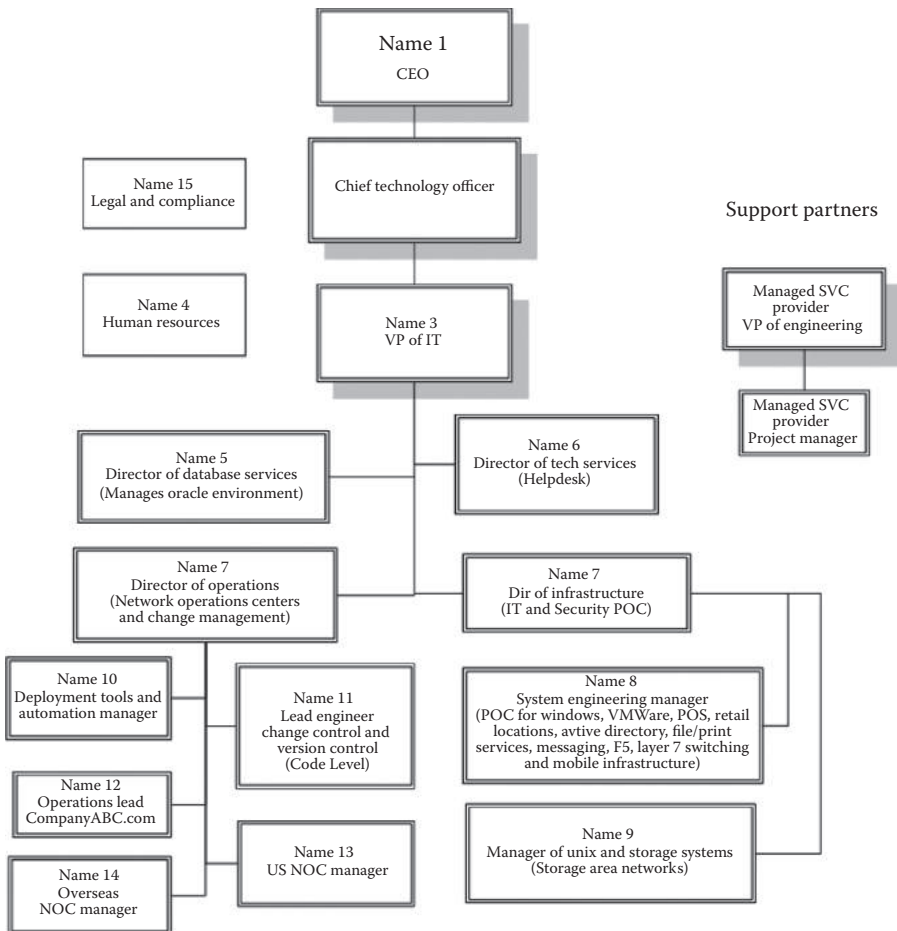 Name 1
CEO
Chief technology officer
Name 15
Legal and compliance
Support partners
Name 4
Human resources
Name 3
VP of IT
Managed SVC
provider
VP of engineering
Managed SVC
provider
Project manager
Name 5
Director of database services
(Manages oracle environment)
Name 6
Director of tech services
(Helpdesk)
Name 7
Director of operations
(Network operations centers
and change management)
Name 7
Dir of infrastructure
(IT and Security POC)
Name 10
Deployment tools and
automation manager
Name 11
Lead engineer
change control and
version control
(Code Level)
Name 8
System engineering manager
(POC for windows, VMWare, POS, retail
locations, avtive directory, file/print
services, messaging, F5, layer 7 switching
and mobile infrastructure)
Name 12
Operations lead
CompanyABC.com
Name 13
US NOC manager
Name 9
Manager of unix and storage systems
(Storage area networks)
Name 14
Overseas
NOC manager